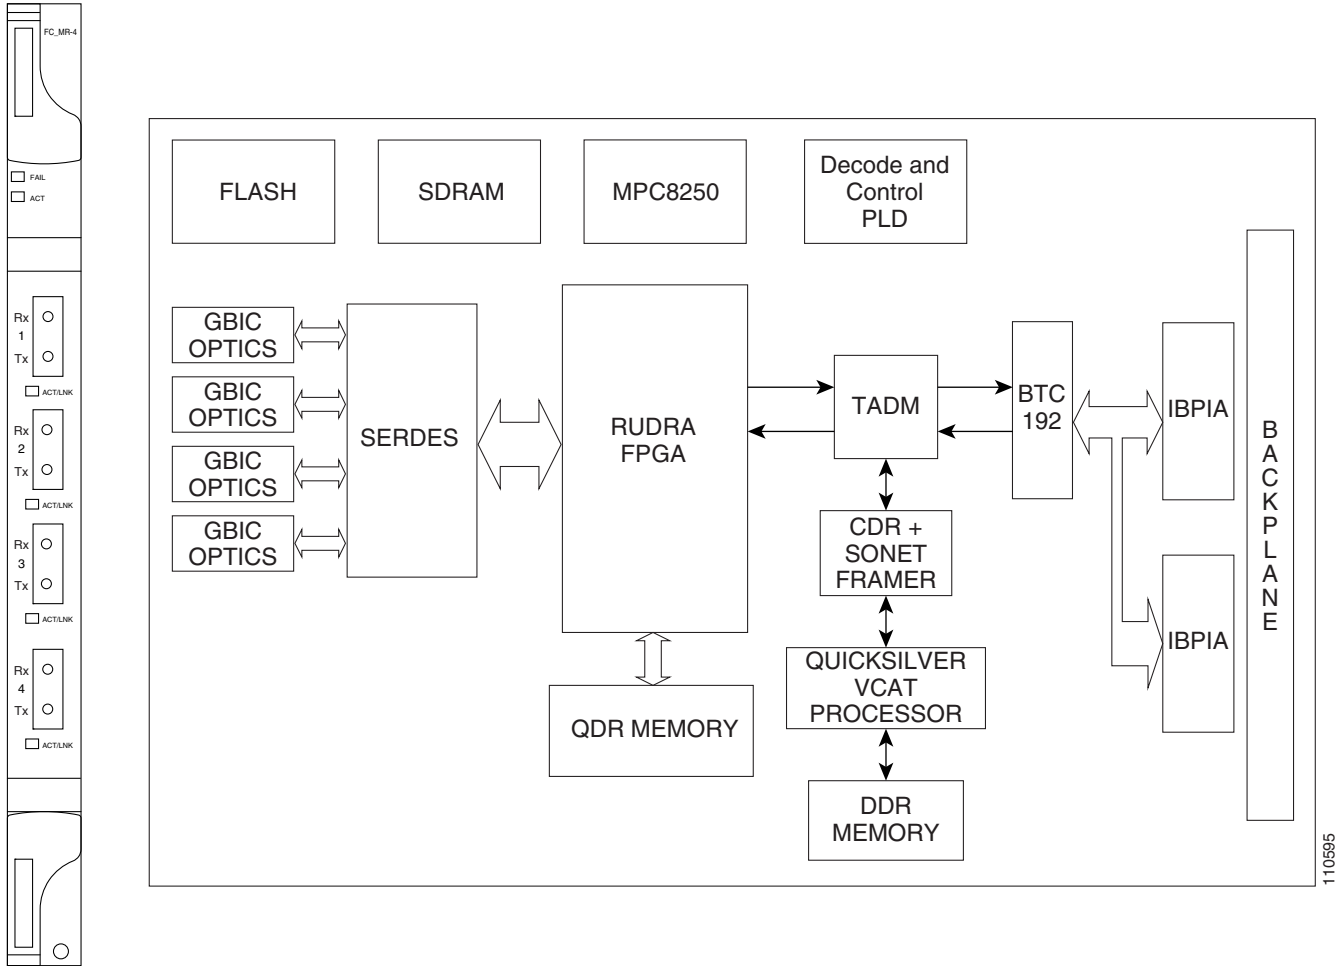 FC_MR-4
FAIL
ACT
Rx
1
Tx
ACT/LNK
Rx
2
Tx
ACT/LNK
Rx
3
Tx
ACT/LNK
Rx
4
Tx
ACT/LNK
FLASH
SDRAM
MPC8250
Decode and
Control
PLD
GBIC
OPTICS
GBIC
OPTICS
GBIC
OPTICS
GBIC
OPTICS
SERDES
RUDRA
FPGA
QDR MEMORY
TADM
CDR +
SONET
FRAMER
QUICKSILVER
VCAT
PROCESSOR
DDR
MEMORY
BTC
192
IBPIA
IBPIA
BACKPLANE
110595